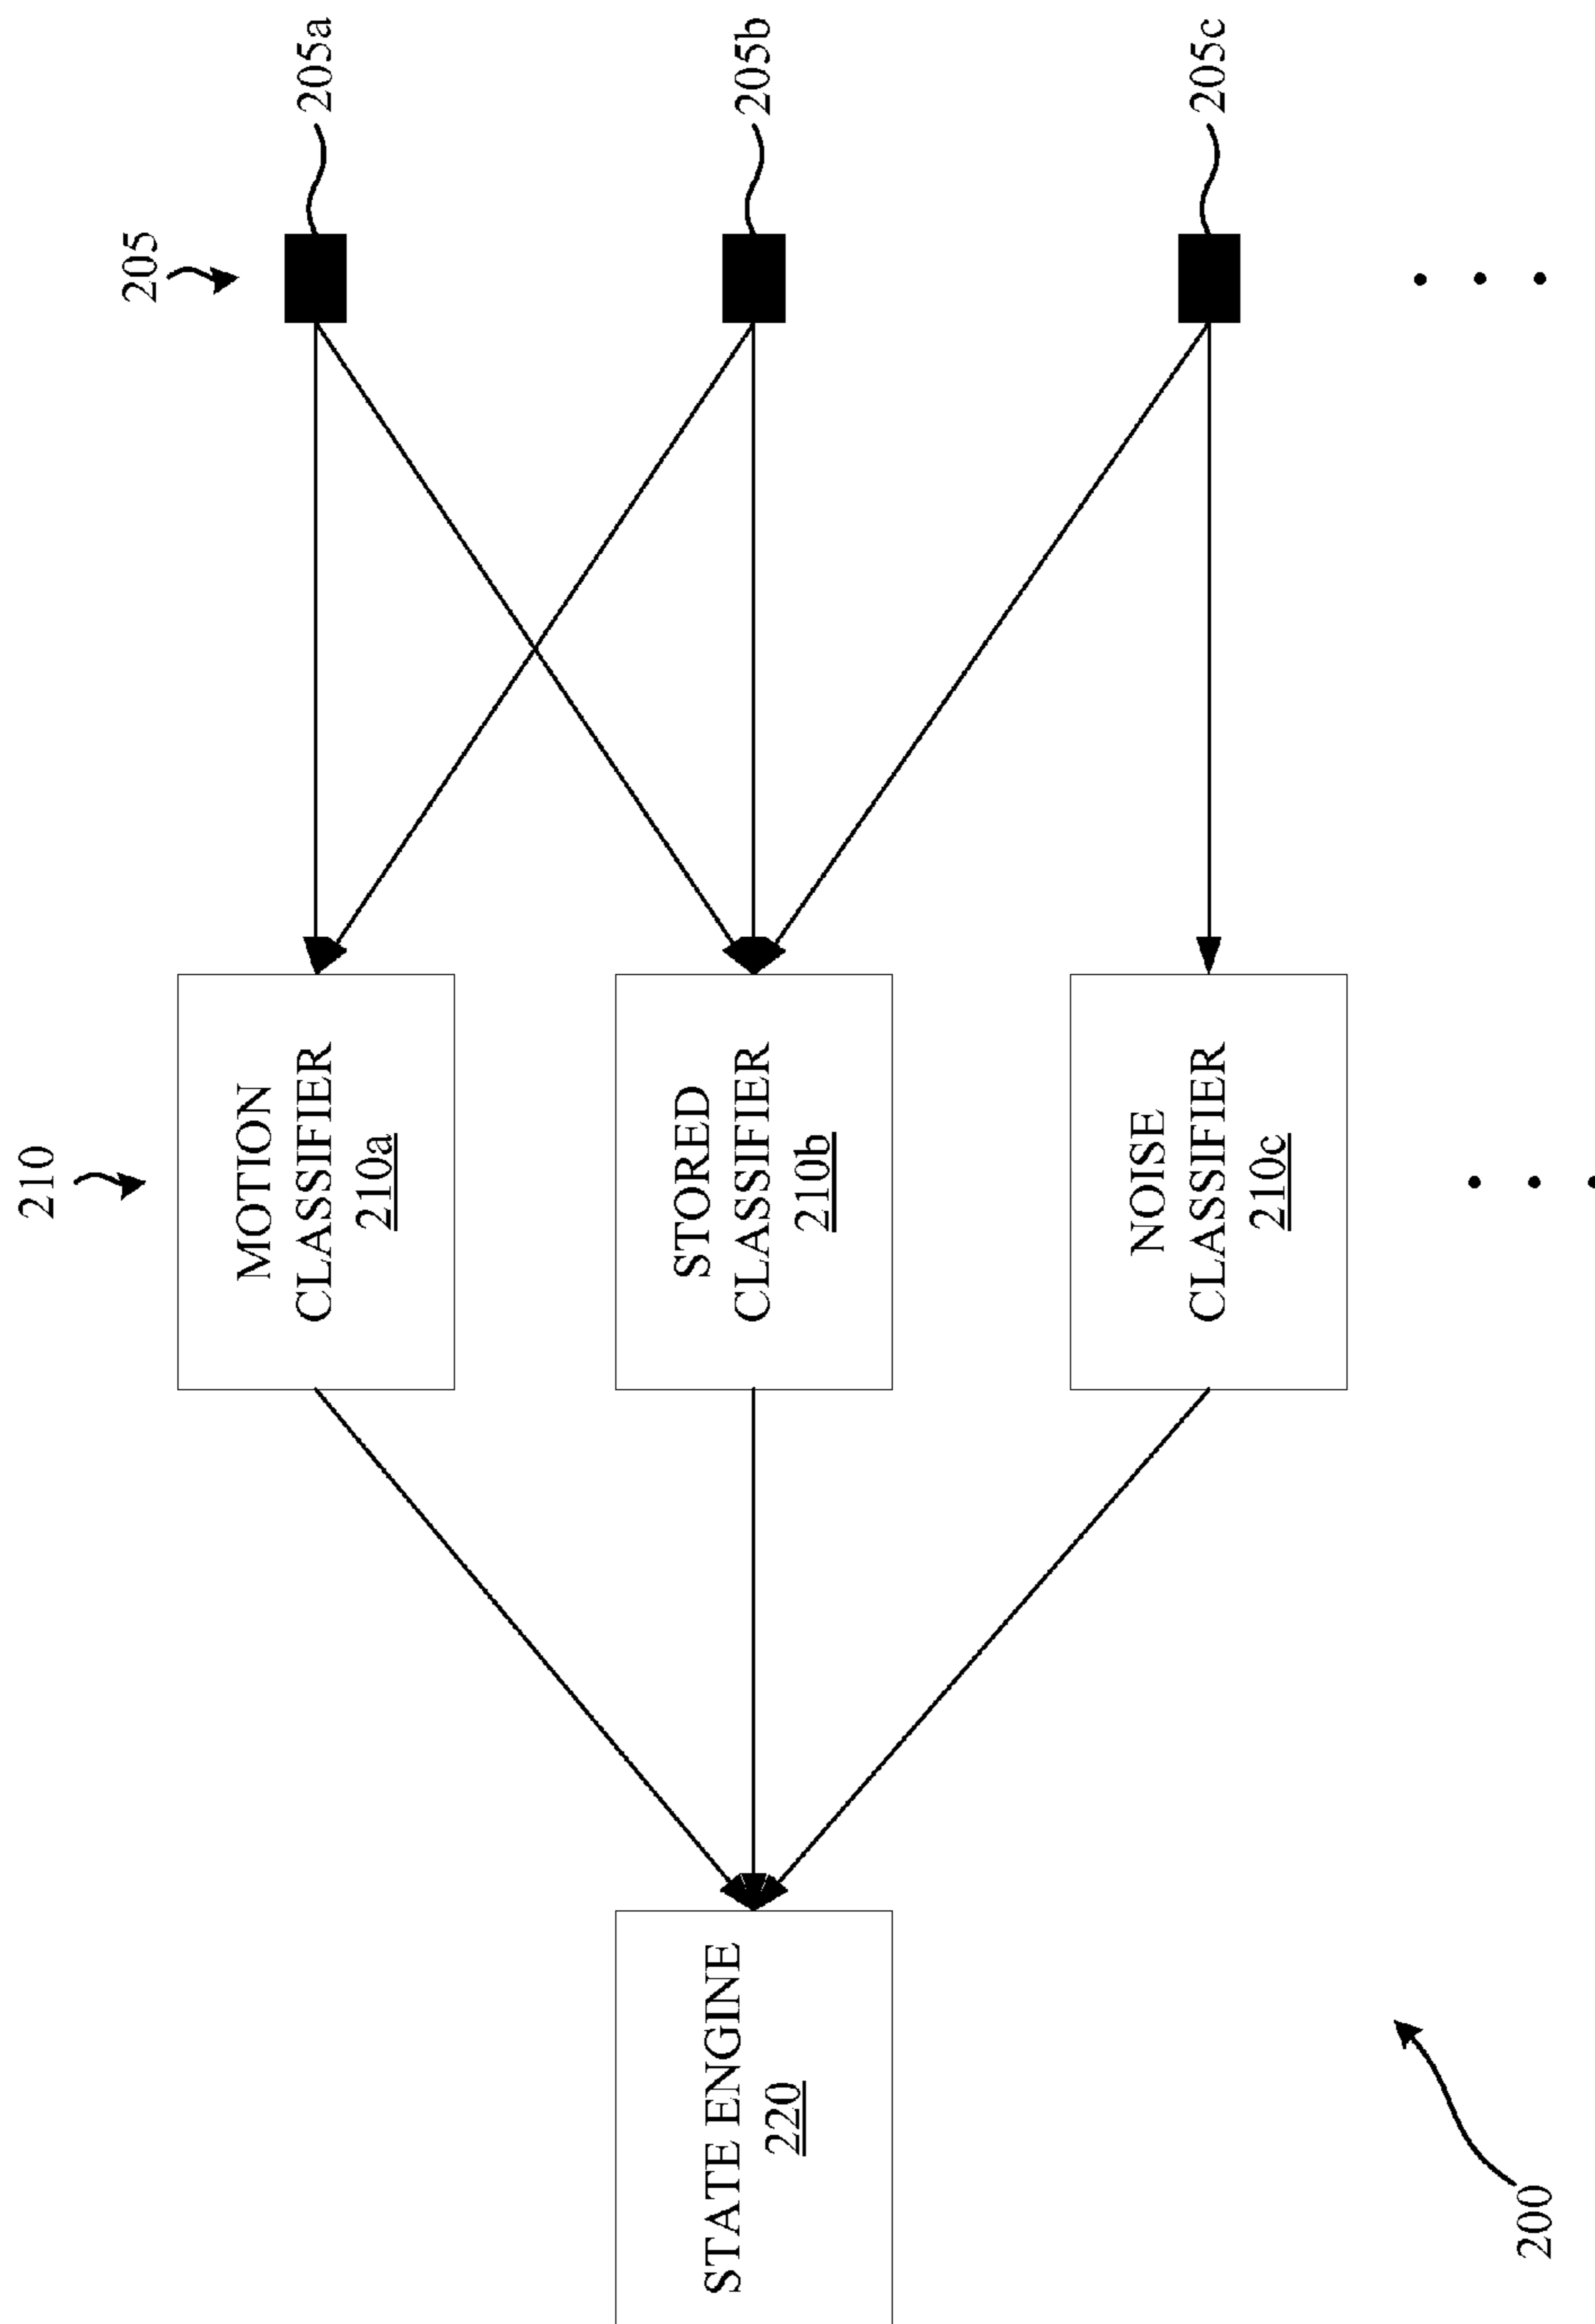 205
205a
205b
205c
210
MOTION
CLASSIFIER
210a
STORED
CLASSIFIER
210b
NOISE
CLASSIFIER
210c
STATE ENGINE
220
200